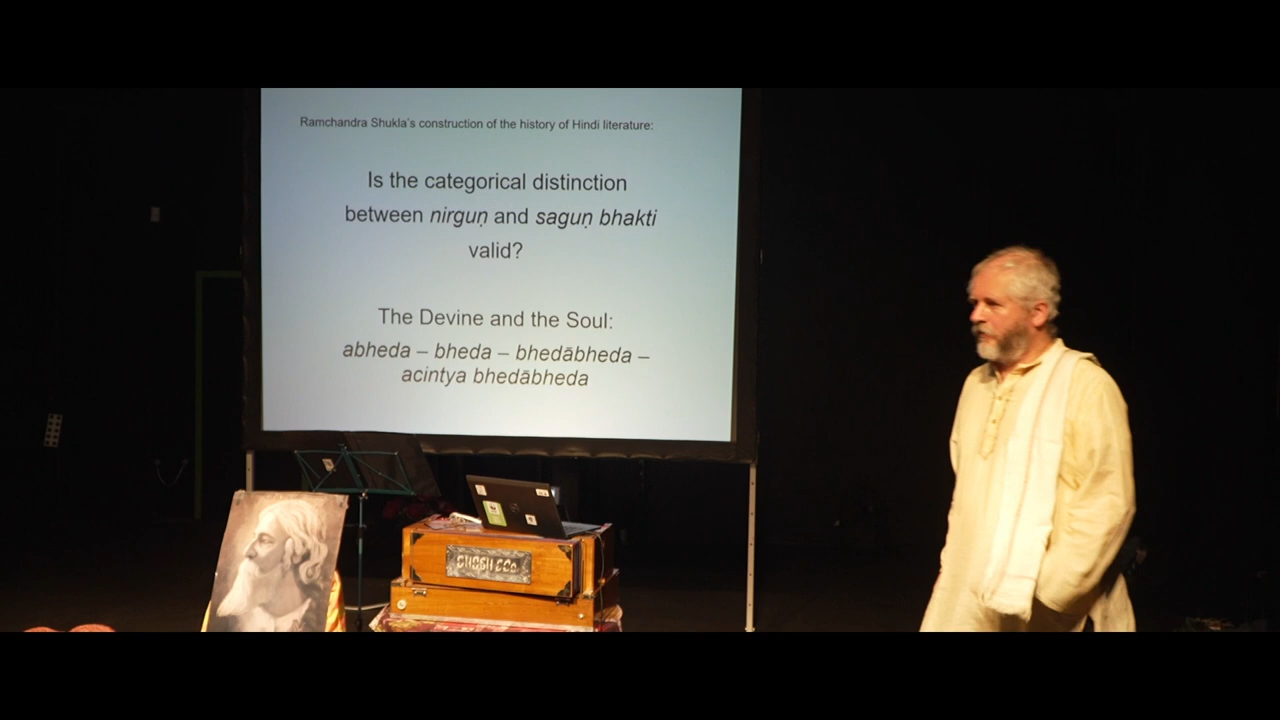 Ramchandra Shukla's construction of the history of Hindi literature:
Is the categorical distinction
between nirguṇ and saguṇ bhakti
valid?
The Devine and the Soul:
abheda – bheda – bhedābheda –
acintya bhedābheda